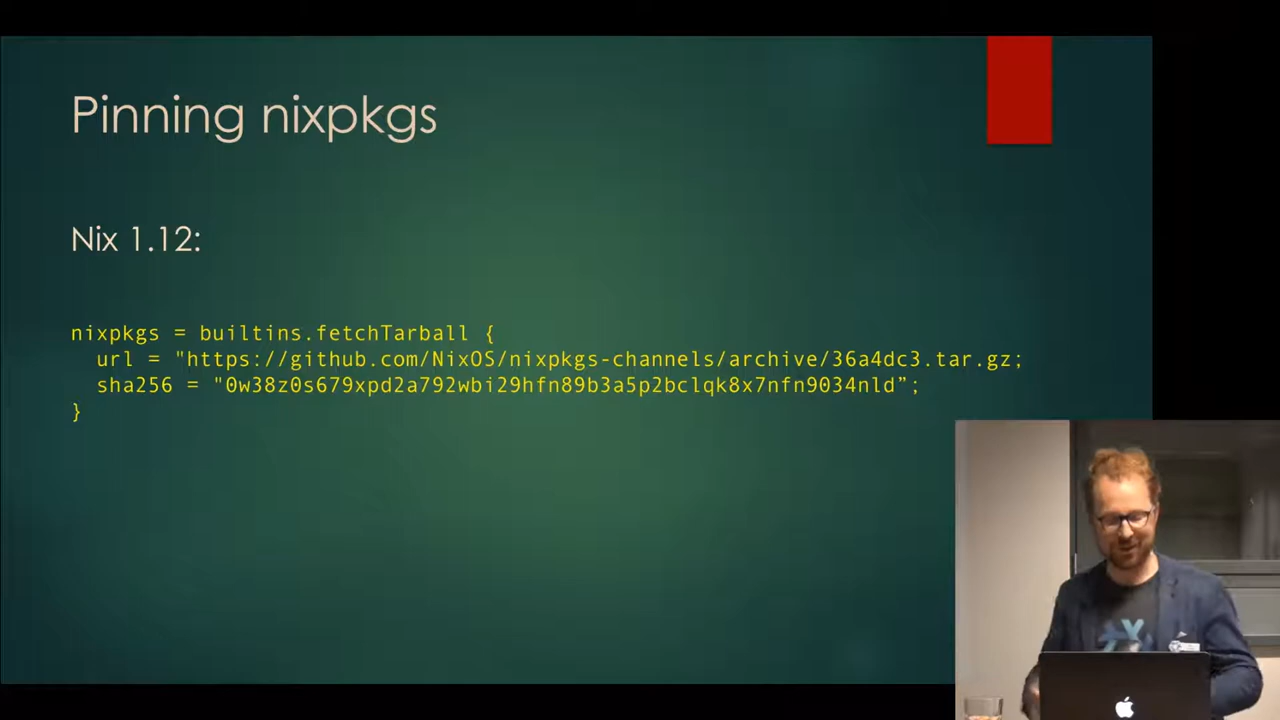 Pinning nixpkgs
Nix 1.12:
nixpkgs = builtins.fetchTarball {
url = "https://github.com/NixOS/nixpkgs-channels/archive/36a4dc3.tar.gz;
sha256 = "0w38z0s679xpd2a792wbi29hfn89b3a5p2bclqk8x7nfn9034nld”;
}